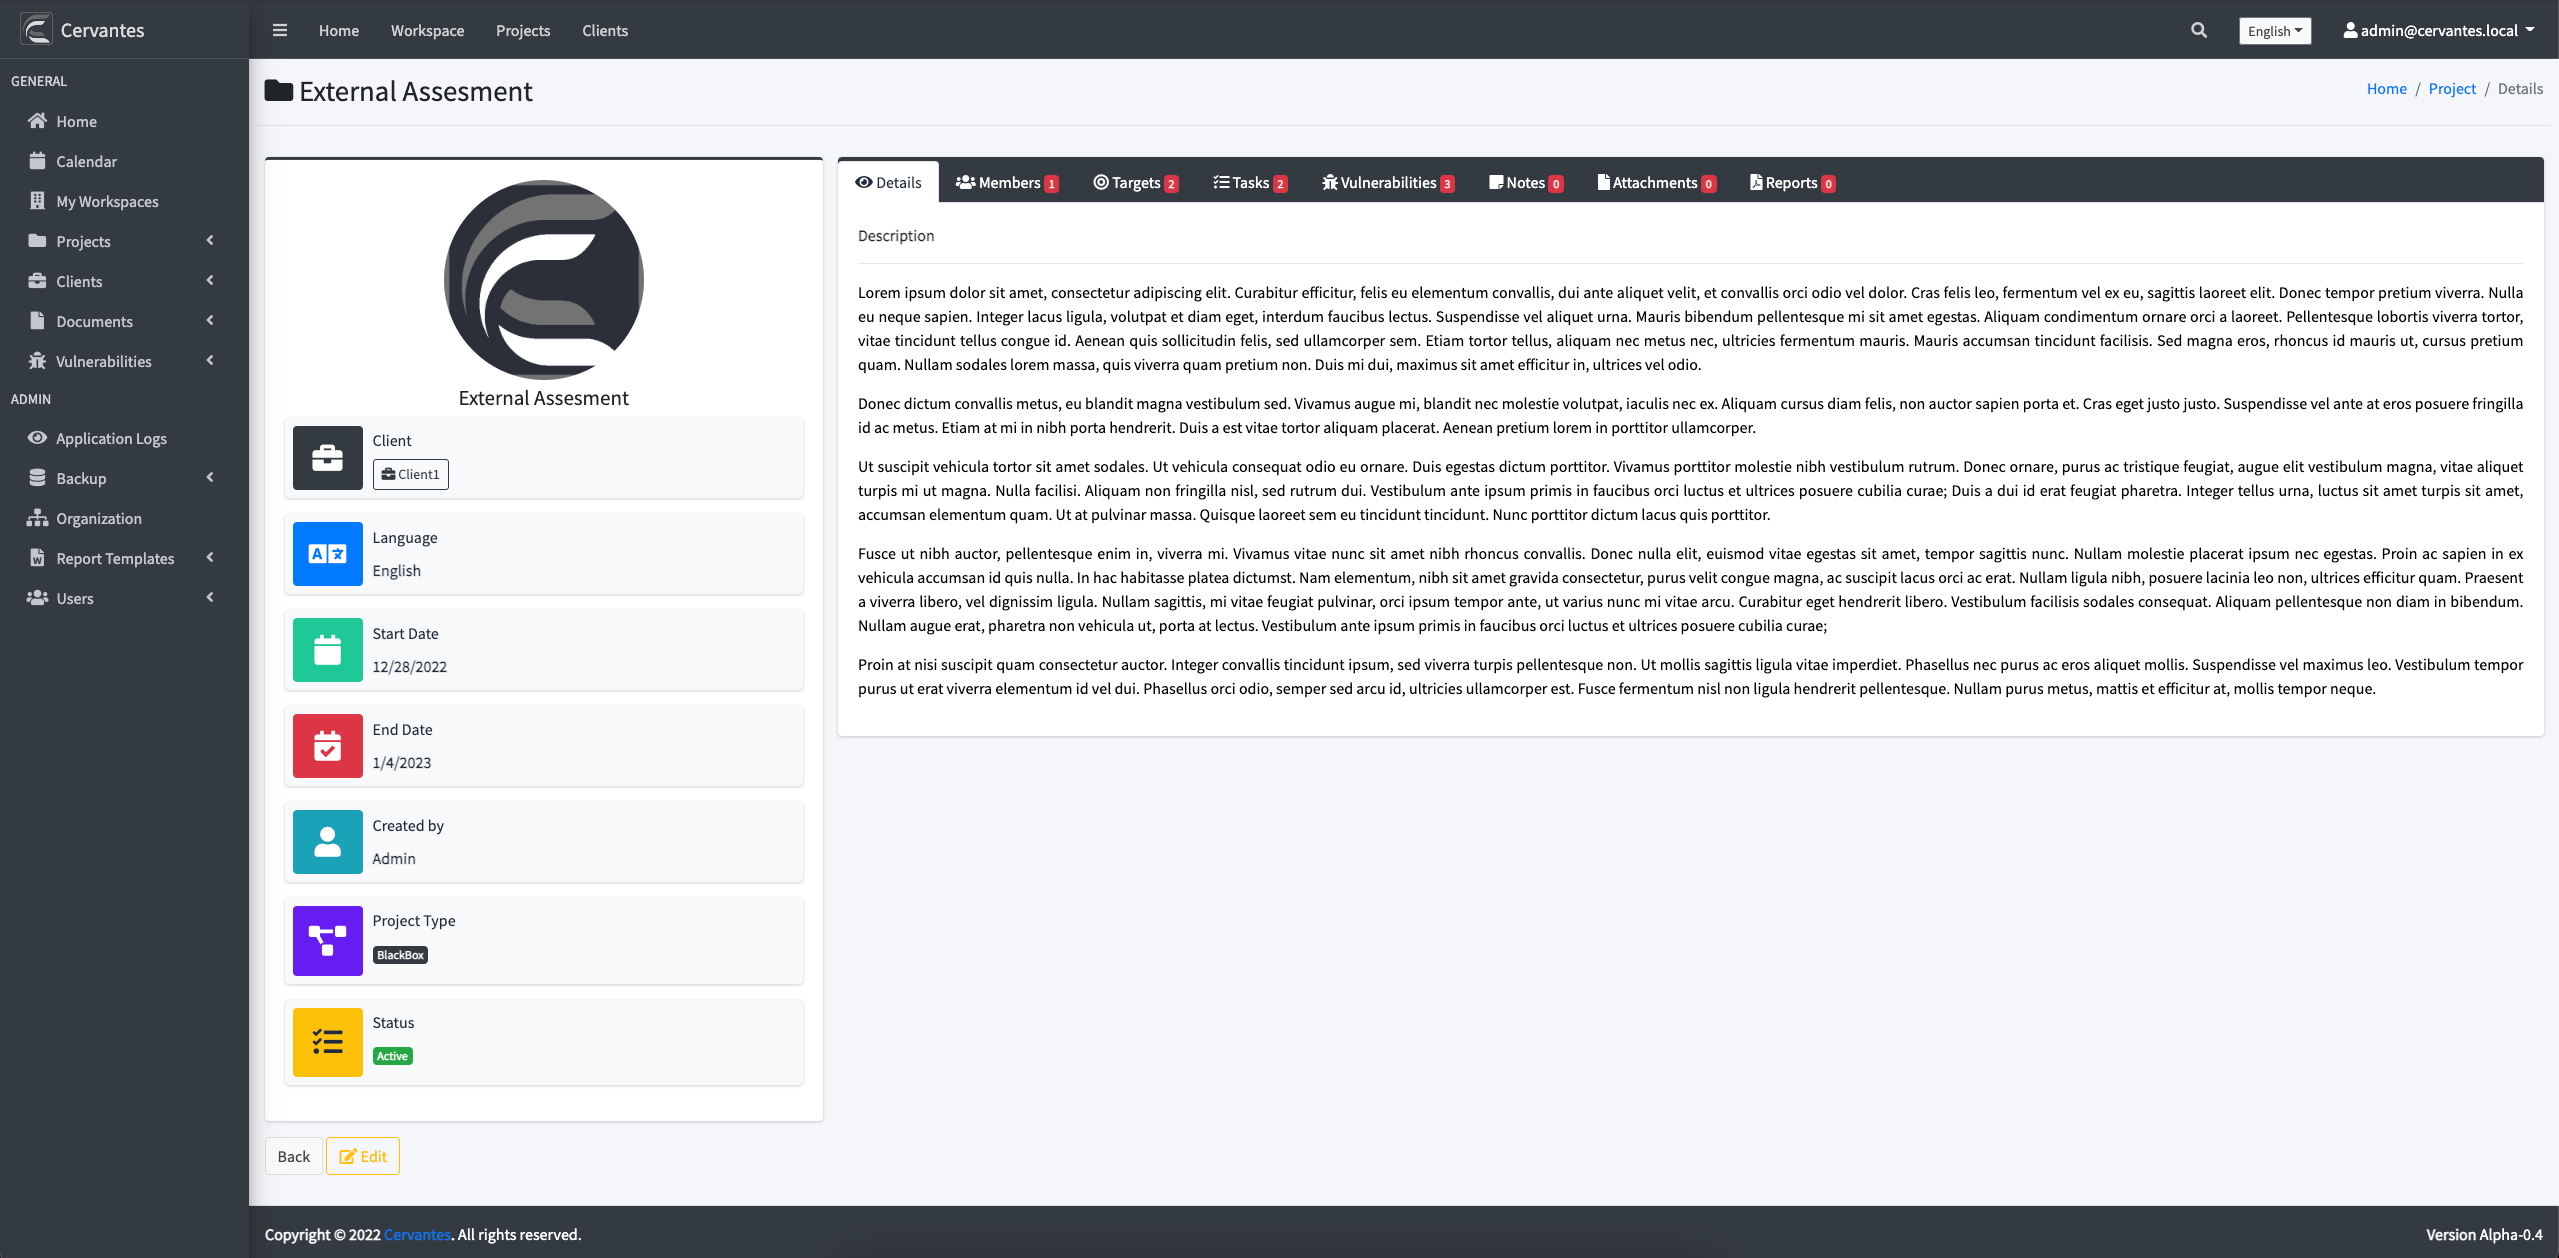 Cervantes
Home Workspace Projects Clients
English
admin@cervantes.local
GENERAL
Home
Calendar
My Workspaces
Projects
Clients
Documents
Vulnerabilities
ADMIN
Application Logs
Backup
Organization
Report Templates
Users
External Assesment
Home / Project / Details
External Assesment
Client
Client1
Language
English
Start Date
12/28/2022
End Date
1/4/2023
Created by
Admin
Project Type
BlackBox
Status
Active
Back Edit
Details Members 1 Targets 2 Tasks 2 Vulnerabilities 3 Notes 0 Attachments 0 Reports 0
Description
Lorem ipsum dolor sit amet, consectetur adipiscing elit. Curabitur efficitur, felis eu elementum convallis, dui ante aliquet velit, et convallis orci odio vel dolor. Cras felis leo, fermentum vel ex eu, sagittis laoreet elit. Donec tempor pretium viverra. Nulla
eu neque sapien. Integer lacus ligula, volutpat et diam eget, interdum faucibus lectus. Suspendisse vel aliquet urna. Mauris bibendum pellentesque mi sit amet egestas. Aliquam condimentum ornare orci a laoreet. Pellentesque lobortis viverra tortor,
vitae tincidunt tellus congue id. Aenean quis sollicitudin felis, sed ullamcorper sem. Etiam tortor tellus, aliquam nec metus nec, ultricies fermentum mauris. Mauris accumsan tincidunt facilisis. Sed magna eros, rhoncus id mauris ut, cursus pretium
quam. Nullam sodales lorem massa, quis viverra quam pretium non. Duis mi dui, maximus sit amet efficitur in, ultrices vel odio.
Donec dictum convallis metus, eu blandit magna vestibulum sed. Vivamus augue mi, blandit nec molestie volutpat, iaculis nec ex. Aliquam cursus diam felis, non auctor sapien porta et. Cras eget justo justo. Suspendisse vel ante at eros posuere fringilla
id ac metus. Etiam at mi in nibh porta hendrerit. Duis a est vitae tortor aliquam placerat. Aenean pretium lorem in porttitor ullamcorper.
Ut suscipit vehicula tortor sit amet sodales. Ut vehicula consequat odio eu ornare. Duis egestas dictum porttitor. Vivamus porttitor molestie nibh vestibulum rutrum. Donec ornare, purus ac tristique feugiat, augue elit vestibulum magna, vitae aliquet
turpis mi ut magna. Nulla facilisi. Aliquam non fringilla nisl, sed rutrum dui. Vestibulum ante ipsum primis in faucibus orci luctus et ultrices posuere cubilia curae; Duis a dui id erat feugiat pharetra. Integer tellus urna, luctus sit amet turpis sit amet,
accumsan elementum quam. Ut at pulvinar massa. Quisque laoreet sem eu tincidunt tincidunt. Nunc porttitor dictum lacus quis porttitor.
Fusce ut nibh auctor, pellentesque enim in, viverra mi. Vivamus vitae nunc sit amet nibh rhoncus convallis. Donec nulla elit, euismod vitae egestas sit amet, tempor sagittis nunc. Nullam molestie placerat ipsum nec egestas. Proin ac sapien in ex
vehicula accumsan id quis nulla. In hac habitasse platea dictumst. Nam elementum, nibh sit amet gravida consectetur, purus velit congue magna, ac suscipit lacus orci ac erat. Nullam ligula nibh, posuere lacinia leo non, ultrices efficitur quam. Praesent
a viverra libero, vel dignissim ligula. Nullam sagittis, mi vitae feugiat pulvinar, orci ipsum tempor ante, ut varius nunc mi vitae arcu. Curabitur eget hendrerit libero. Vestibulum facilisis sodales consequat. Aliquam pellentesque non diam in bibendum.
Nullam augue erat, pharetra non vehicula ut, porta at lectus. Vestibulum ante ipsum primis in faucibus orci luctus et ultrices posuere cubilia curae;
Proin at nisi suscipit quam consectetur auctor. Integer convallis tincidunt ipsum, sed viverra turpis pellentesque non. Ut mollis sagittis ligula vitae imperdiet. Phasellus nec purus ac eros aliquet mollis. Suspendisse vel maximus leo. Vestibulum tempor
purus ut erat viverra elementum id vel dui. Phasellus orci odio, semper sed arcu id, ultricies ullamcorper est. Fusce fermentum nisl non ligula hendrerit pellentesque. Nullam purus metus, mattis et efficitur at, mollis tempor neque.
Copyright © 2022 Cervantes. All rights reserved.
Version Alpha-0.4